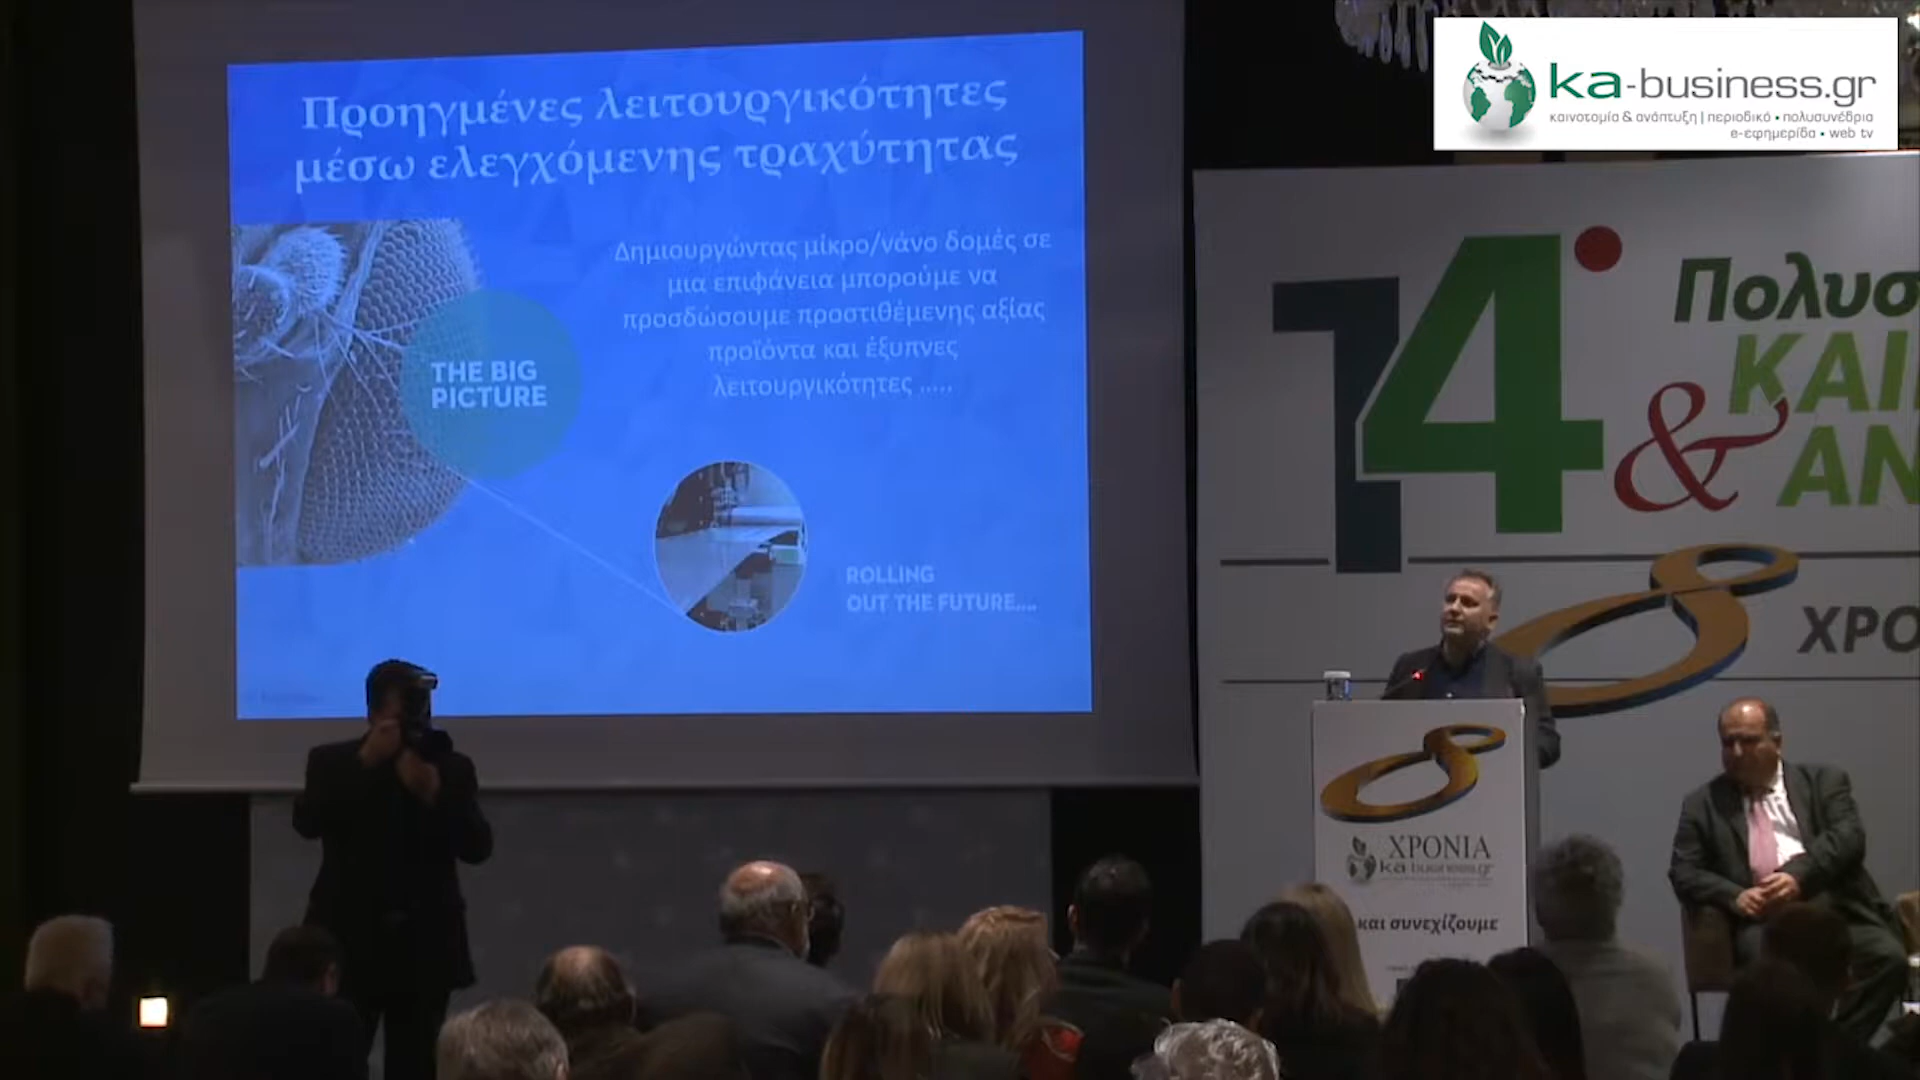 Προηγμένες λειτουργικότητες
μέσω ελεγχόμενης τραχύτητας
Δημιουργώντας μίκρο/νάνο δομές σε
μια επιφάνεια μπορούμε να
προσδώσουμε προστιθέμενης αξίας
προϊόντα και έξυπνες
λειτουργικότητες .....
THE BIG
PICTURE
ROLLING
OUT THE FUTURE....
ka-business.gr
καινοτομία & ανάπτυξη | περιοδικό • πολυσυνέδρια
e-εφημερίδα • web tv
14°
Πολυσ
ΚΑΙ
& ΑΝ
8 ΧΡΟ
8
ΧΡΟΝΙΑ
ka-business.gr
και συνεχίζουμε